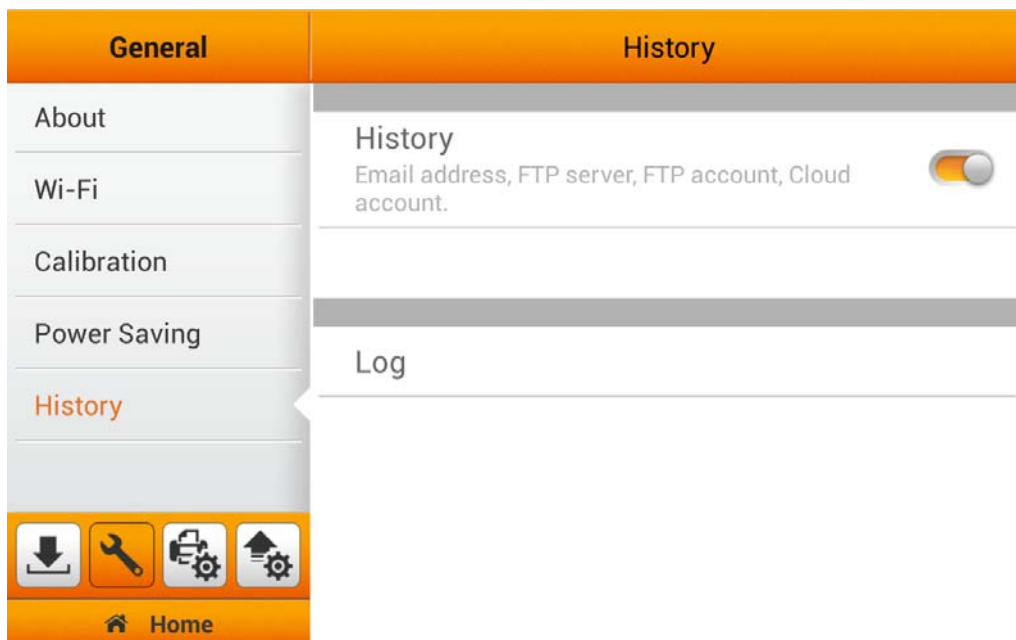 General
About
Wi-Fi
Calibration
Power Saving
History
Home
History
History
Email address, FTP server, FTP account, Cloud
account.
Log